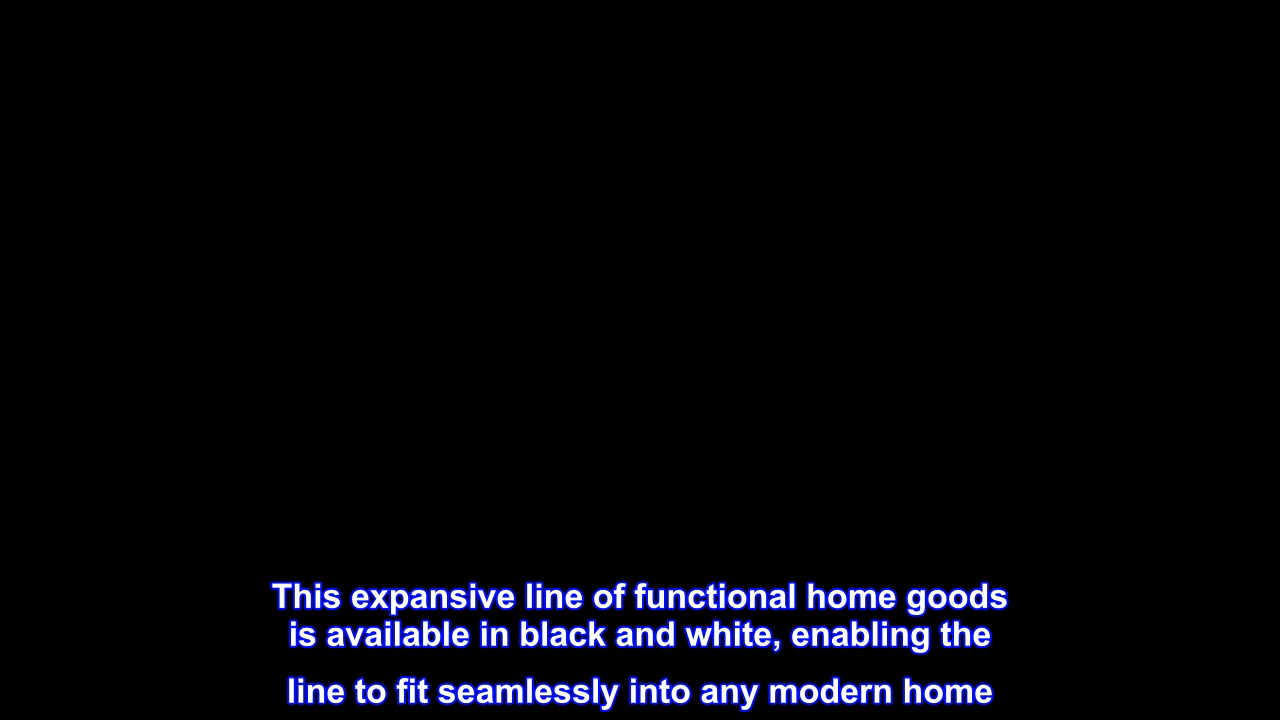 This expansive line of functional home goods
is available in black and white, enabling the
line to fit seamlessly into any modern home